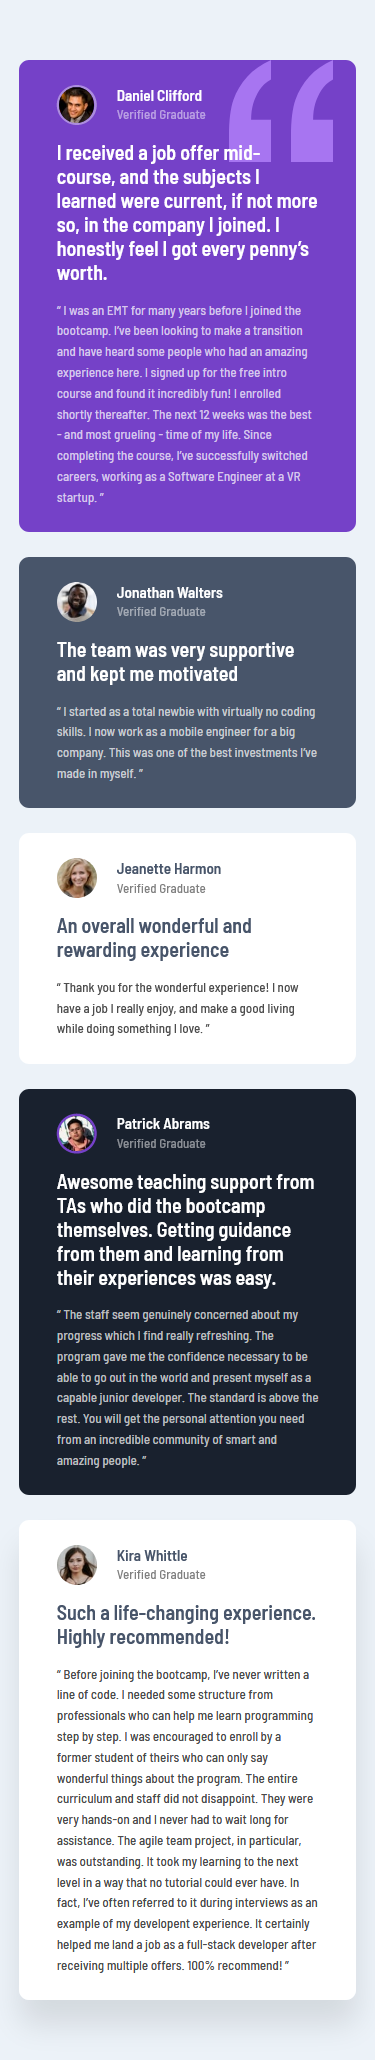 Daniel Clifford
Verified Graduate
I received a job offer mid-
course, and the subjects I
learned were current, if not more
so, in the company I joined. I
honestly feel I got every penny’s
worth.
“ I was an EMT for many years before I joined the
bootcamp. I’ve been looking to make a transition
and have heard some people who had an amazing
experience here. I signed up for the free intro
course and found it incredibly fun! I enrolled
shortly thereafter. The next 12 weeks was the best
- and most grueling - time of my life. Since
completing the course, I’ve successfully switched
careers, working as a Software Engineer at a VR
startup. ”
Jonathan Walters
Verified Graduate
The team was very supportive
and kept me motivated
“ I started as a total newbie with virtually no coding
skills. I now work as a mobile engineer for a big
company. This was one of the best investments I’ve
made in myself. ”
Jeanette Harmon
Verified Graduate
An overall wonderful and
rewarding experience
“ Thank you for the wonderful experience! I now
have a job I really enjoy, and make a good living
while doing something I love. ”
Patrick Abrams
Verified Graduate
Awesome teaching support from
TAs who did the bootcamp
themselves. Getting guidance
from them and learning from
their experiences was easy.
“ The staff seem genuinely concerned about my
progress which I find really refreshing. The
program gave me the confidence necessary to be
able to go out in the world and present myself as a
capable junior developer. The standard is above the
rest. You will get the personal attention you need
from an incredible community of smart and
amazing people. ”
Kira Whittle
Verified Graduate
Such a life-changing experience.
Highly recommended!
“ Before joining the bootcamp, I’ve never written a
line of code. I needed some structure from
professionals who can help me learn programming
step by step. I was encouraged to enroll by a
former student of theirs who can only say
wonderful things about the program. The entire
curriculum and staff did not disappoint. They were
very hands-on and I never had to wait long for
assistance. The agile team project, in particular,
was outstanding. It took my learning to the next
level in a way that no tutorial could ever have. In
fact, I’ve often referred to it during interviews as an
example of my developent experience. It certainly
helped me land a job as a full-stack developer after
receiving multiple offers. 100% recommend! ”